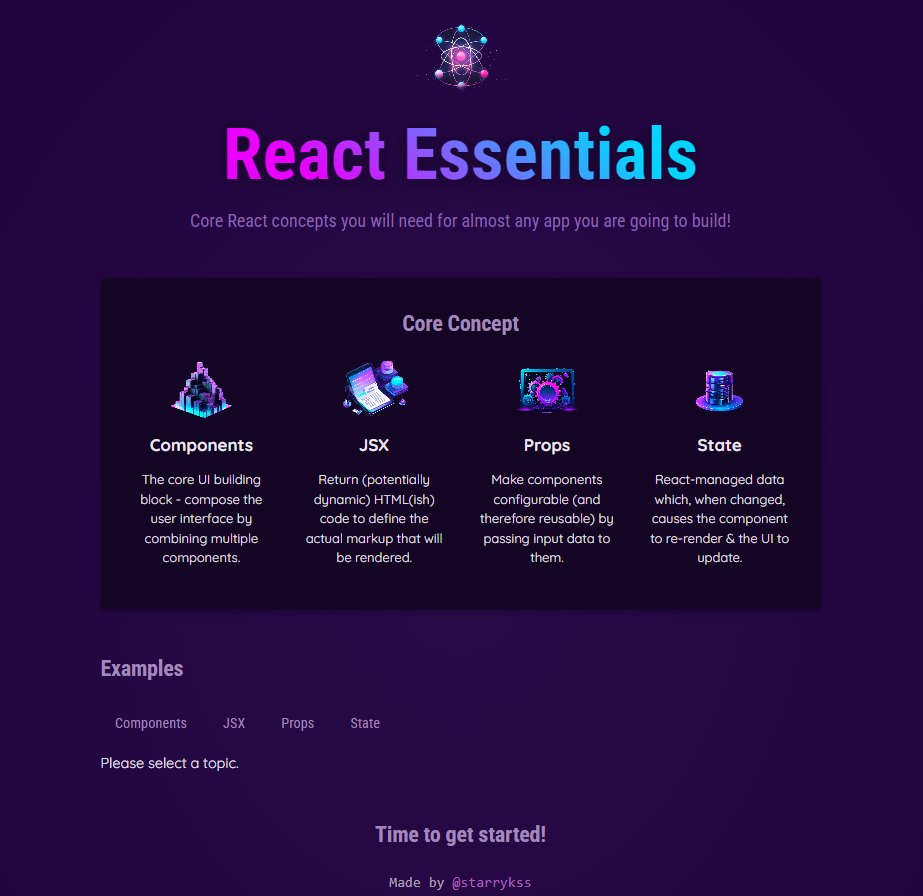 React Essentials
Core React concepts you will need for almost any app you are going to build!
Core Concept
Components
The core UI building
block - compose the
user interface by
combining multiple
components.
JSX
Return (potentially
dynamic) HTML(ish)
code to define the
actual markup that will
be rendered.
Props
Make components
configurable (and
therefore reusable) by
passing input data to
them.
State
React-managed data
which, when changed,
causes the component
to re-render & the UI to
update.
Examples
Components JSX Props State
Please select a topic.
Time to get started!
Made by @starrykss